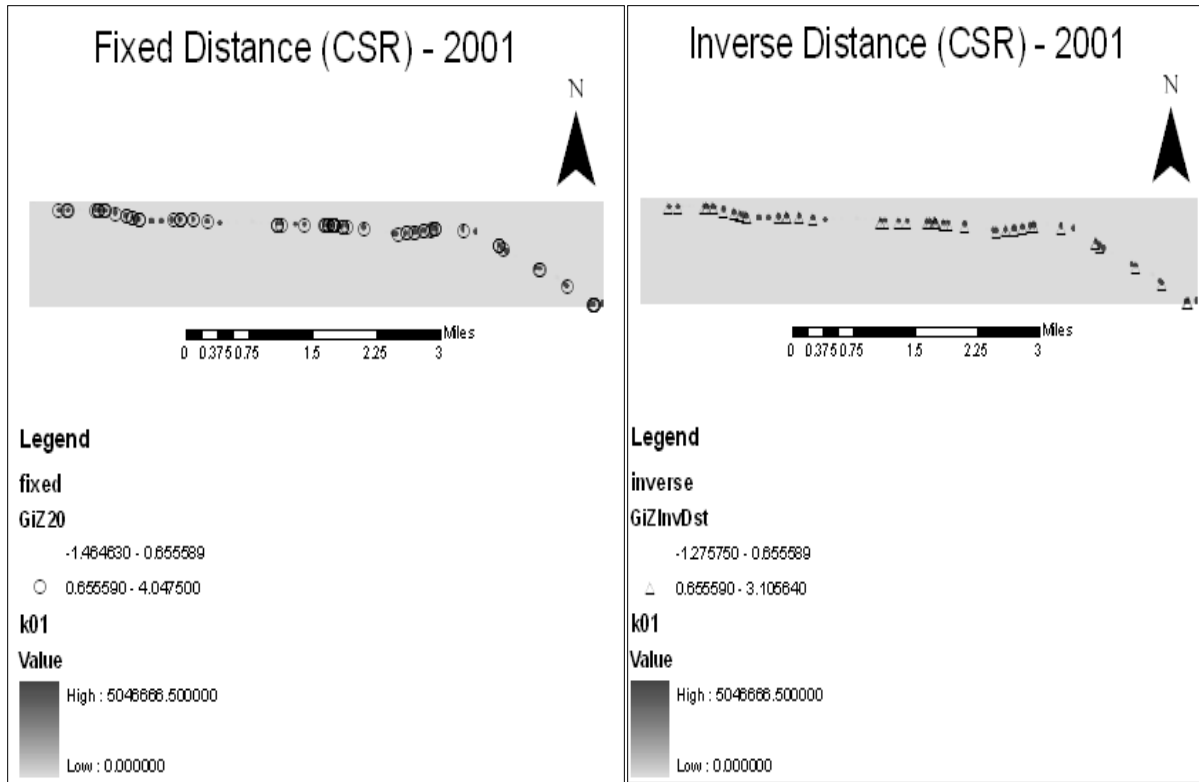 Fixed Distance (CSR) - 2001
N
Miles
0 0.375 0.75 1.5 2.25 3
Legend
fixed
GiZ20
-1.464630 - 0.655589
0.655590 - 4.047500
k01
Value
High : 5046666.500000
Low : 0.000000
Inverse Distance (CSR) - 2001
N
Miles
0 0.375 0.75 1.5 2.25 3
Legend
inverse
GiZInvDst
-1.275750 - 0.655589
0.655590 - 3.105640
k01
Value
High : 5046666.500000
Low : 0.000000